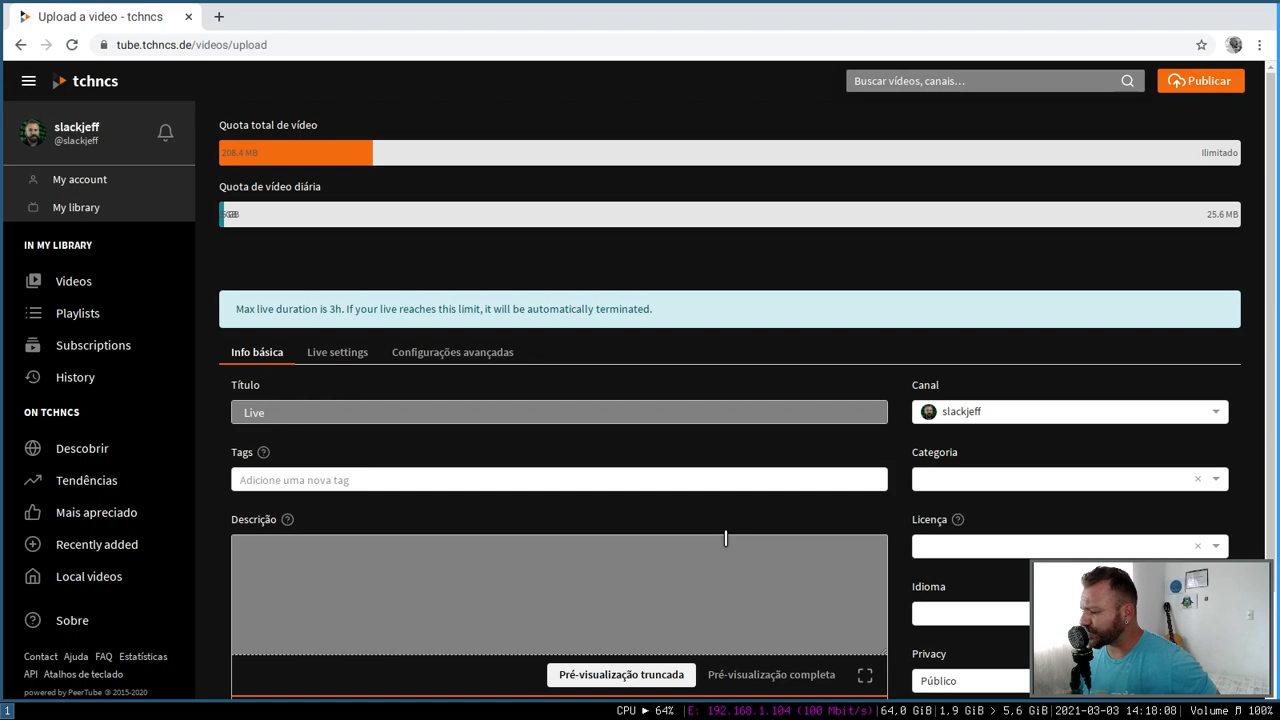 Upload a video - tchncs
tube.tchncs.de/videos/upload
tchncs
Buscar vídeos, canais…
Publicar
slackjeff
@slackjeff
My account
My library
IN MY LIBRARY
Videos
Playlists
Subscriptions
History
ON TCHNCS
Descobrir
Tendências
Mais apreciado
Recently added
Local videos
Sobre
Contact Ajuda FAQ Estatísticas
API Atalhos de teclado
powered by PeerTube © 2015-2020
Quota total de vídeo
208.4 MB
Ilimitado
Quota de vídeo diária
25.6 MB
Max live duration is 3h. If your live reaches this limit, it will be automatically terminated.
Info básica Live settings Configurações avançadas
Título
Live
Tags
Adicione uma nova tag
Descrição
Pré-visualização truncada Pré-visualização completa
Canal
slackjeff
Categoria
Licença
Idioma
Privacy
Público
1
CPU ► 64% |E: 192.168.1.104 (100 Mbit/s)|64,0 GiB|1,9 GiB > 5,6 GiB|2021-03-03 14:18:08|Volume 100%